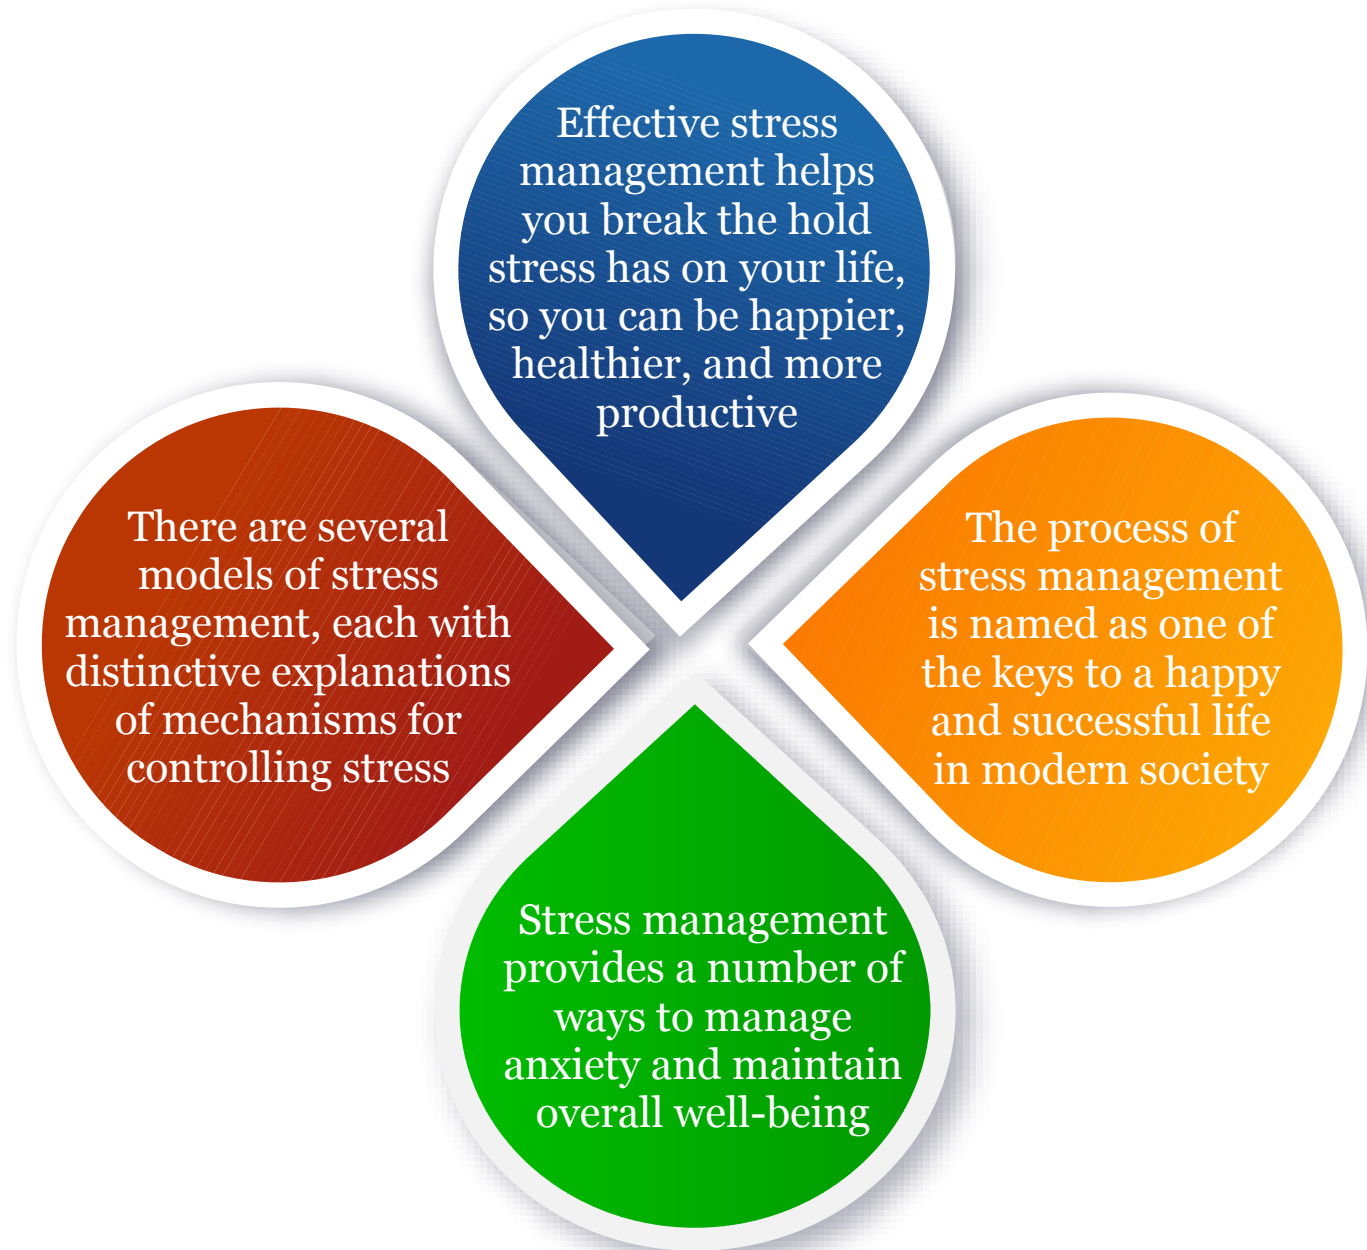 Effective stress
management helps
you break the hold
stress has on your life,
so you can be happier,
healthier, and more
productive
There are several
models of stress
management, each with
distinctive explanations
of mechanisms for
controlling stress
The process of
stress management
is named as one of
the keys to a happy
and successful life
in modern society
Stress management
provides a number of
ways to manage
anxiety and maintain
overall well-being